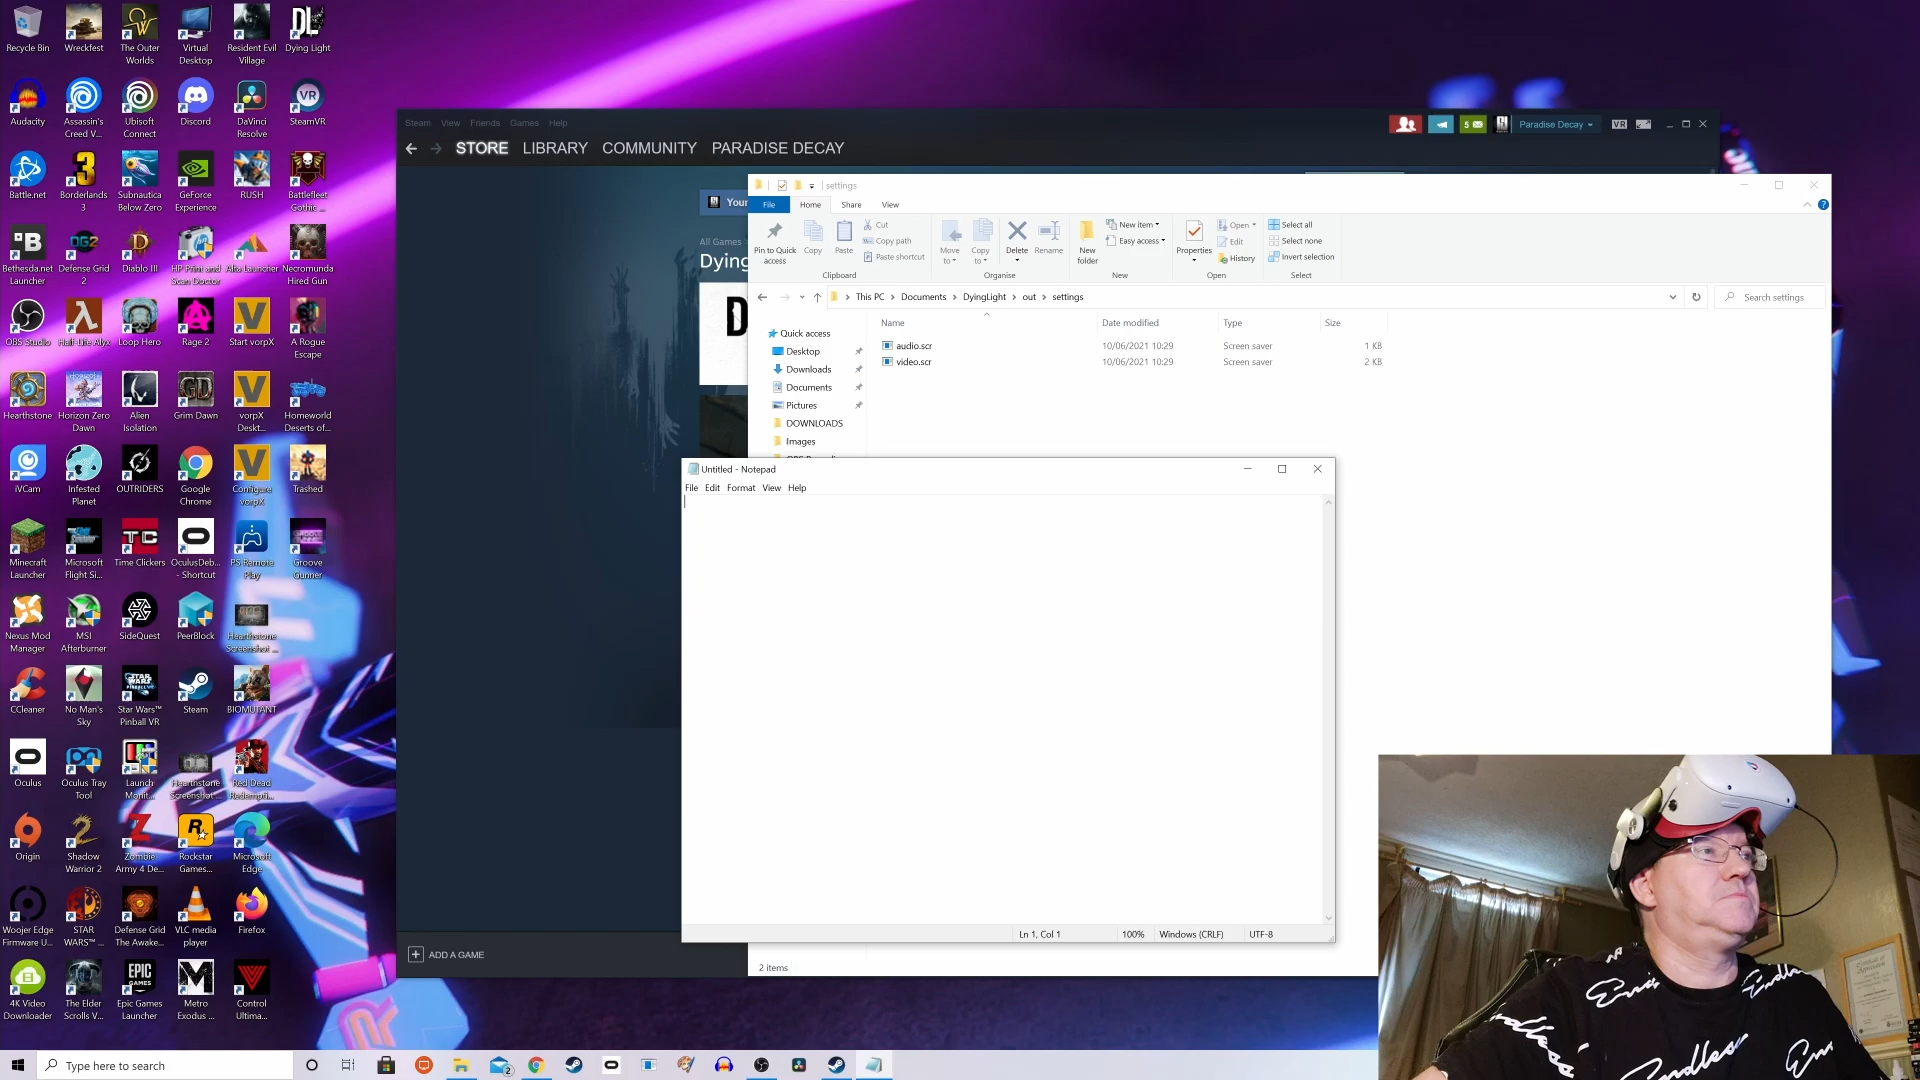 Recycle Bin
Wreckfest
The Outer
Worlds
Virtual
Desktop
Resident Evil
Village
Dying Light
Audacity
Assassin's
Creed V...
Ubisoft
Connect
Discord
DaVinci
Resolve
SteamVR
Battle.net
Borderlands
3
Subnautica
Below Zero
GeForce
Experience
RUSH
Battlefleet
Gothic ...
Bethesda.net
Launcher
Defense Grid
2
Diablo III
HP Print and
Scan Doctor
Alta Launcher
Necromunda
Hired Gun
OBS Studio
Half-Life Alyx
Loop Hero
Rage 2
Start vorpX
A Rogue
Escape
Hearthstone
Horizon Zero
Dawn
Alien
Isolation
Grim Dawn
vorpX
Deskt...
Homeworld
Deserts of...
iVCam
Infested
Planet
OUTRIDERS
Google
Chrome
Configure
vorpX
Trashed
Minecraft
Launcher
Microsoft
Flight Si...
Time Clickers
OculusDeb...
- Shortcut
PS Remote
Play
Groove
Gunner
Nexus Mod
Manager
MSI
Afterburner
SideQuest
PeerBlock
Hearthstone
Screenshot ...
CCleaner
No Man's
Sky
Star Wars™
Pinball VR
Steam
BIOMUTANT
Oculus
Oculus Tray
Tool
Launch
Monit...
Hearthstone
Screenshot ...
Red Dead
Redempti...
Origin
Shadow
Warrior 2
Zombie
Army 4 De...
Rockstar
Games...
Microsoft
Edge
Woojer Edge
Firmware U...
STAR
WARS™ ...
Defense Grid
The Awake...
VLC media
player
Firefox
4K Video
Downloader
The Elder
Scrolls V...
Epic Games
Launcher
Metro
Exodus ...
Control
Ultima...
Steam View Friends Games Help
5 Paradise Decay VR
STORE LIBRARY COMMUNITY PARADISE DECAY
Your
All Games
Dying
D
ADD A GAME
settings
File Home Share View
Pin to Quick
access
Copy
Paste
Cut
Copy path
Paste shortcut
Clipboard
Move
to
Copy
to
Delete
Rename
Organise
New
folder
New item
Easy access
New
Properties
Open
Edit
History
Open
Select all
Select none
Invert selection
Select
This PC > Documents > DyingLight > out > settings
Search settings
Quick access
Desktop
Downloads
Documents
Pictures
DOWNLOADS
Images
Name Date modified Type Size
audio.scr 10/06/2021 10:29 Screen saver 1 KB
video.scr 10/06/2021 10:29 Screen saver 2 KB
2 items
Untitled - Notepad
File Edit Format View Help
Ln 1, Col 1 100% Windows (CRLF) UTF-8
Type here to search
2